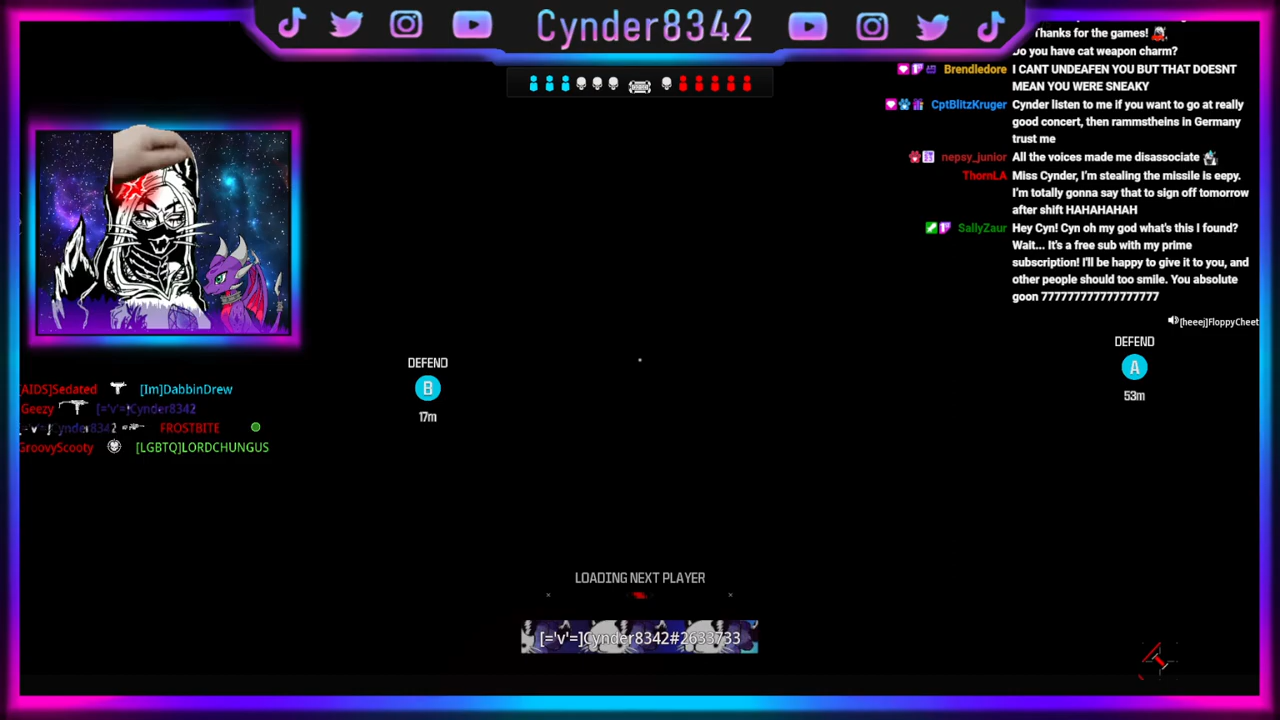 Cynder8342
Thanks for the games!
Do you have cat weapon charm?
Brendledore I CANT UNDEAFEN YOU BUT THAT DOESNT
MEAN YOU WERE SNEAKY
CptBlitzKruger Cynder listen to me if you want to go at really
good concert, then rammstheins in Germany
trust me
nepsy_junior All the voices made me disassociate
ThornLA Miss Cynder, I'm stealing the missile is eepy.
I'm totally gonna say that to sign off tomorrow
after shift HAHAHAHAH
SallyZaur Hey Cyn! Cyn oh my god what's this I found?
Wait... It's a free sub with my prime
subscription! I'll be happy to give it to you, and
other people should too smile. You absolute
goon 77777777777777777
[heeej]FloppyCheet
DEFEND
A
53m
DEFEND
B
17m
[AIDS]Sedated [lm]DabbinDrew
Geezy [='v'=]Cynder8342
Cynder8342 FROSTBITE
GroovyScooty [LGBTQ]LORDCHUNGUS
LOADING NEXT PLAYER
[='v'=]Cynder8342#2633733